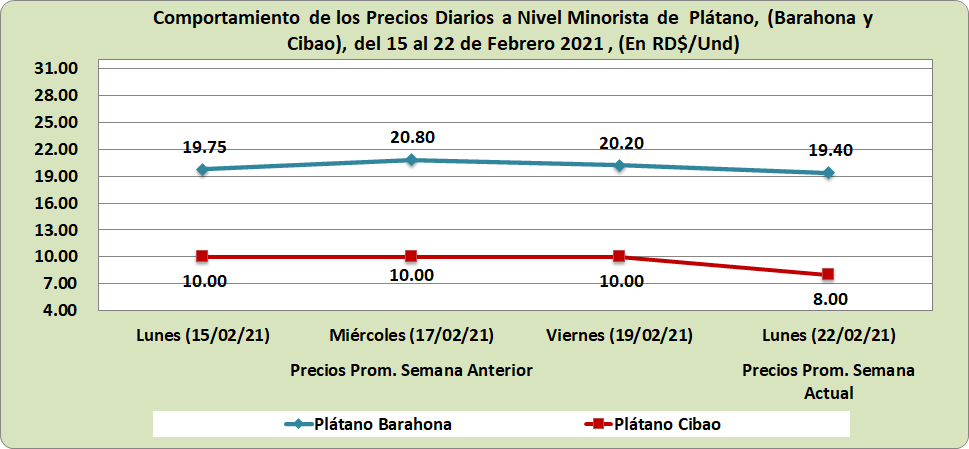 Comportamiento de los Precios Diarios a Nivel Minorista de Plátano, (Barahona y
Cibao), del 15 al 22 de Febrero 2021 , (En RD$/Und)
31.00
28.00
25.00
22.00
19.00
16.00
13.00
10.00
7.00
4.00
19.75
20.80
20.20
19.40
10.00
10.00
10.00
8.00
Lunes (15/02/21)
Miércoles (17/02/21)
Viernes (19/02/21)
Lunes (22/02/21)
Precios Prom. Semana Anterior
Precios Prom. Semana
Actual
Plátano Barahona
Plátano Cibao